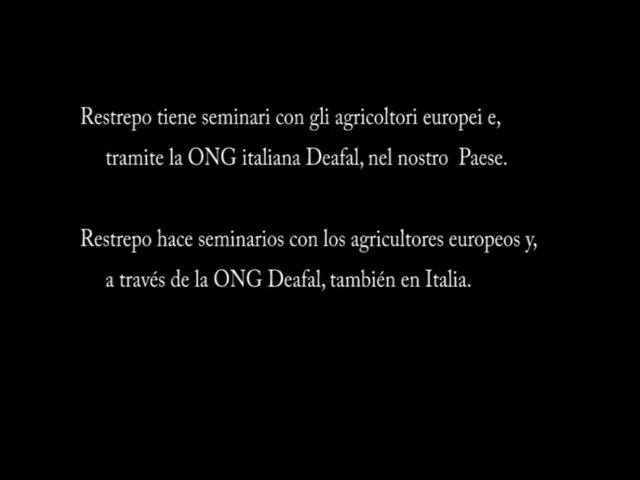 Restrepo tiene seminari con gli agricoltori europei e,
tramite la ONG italiana Deafal, nel nostro Paese.
Restrepo hace seminarios con los agricultores europeos y,
a través de la ONG Deafal, también en Italia.